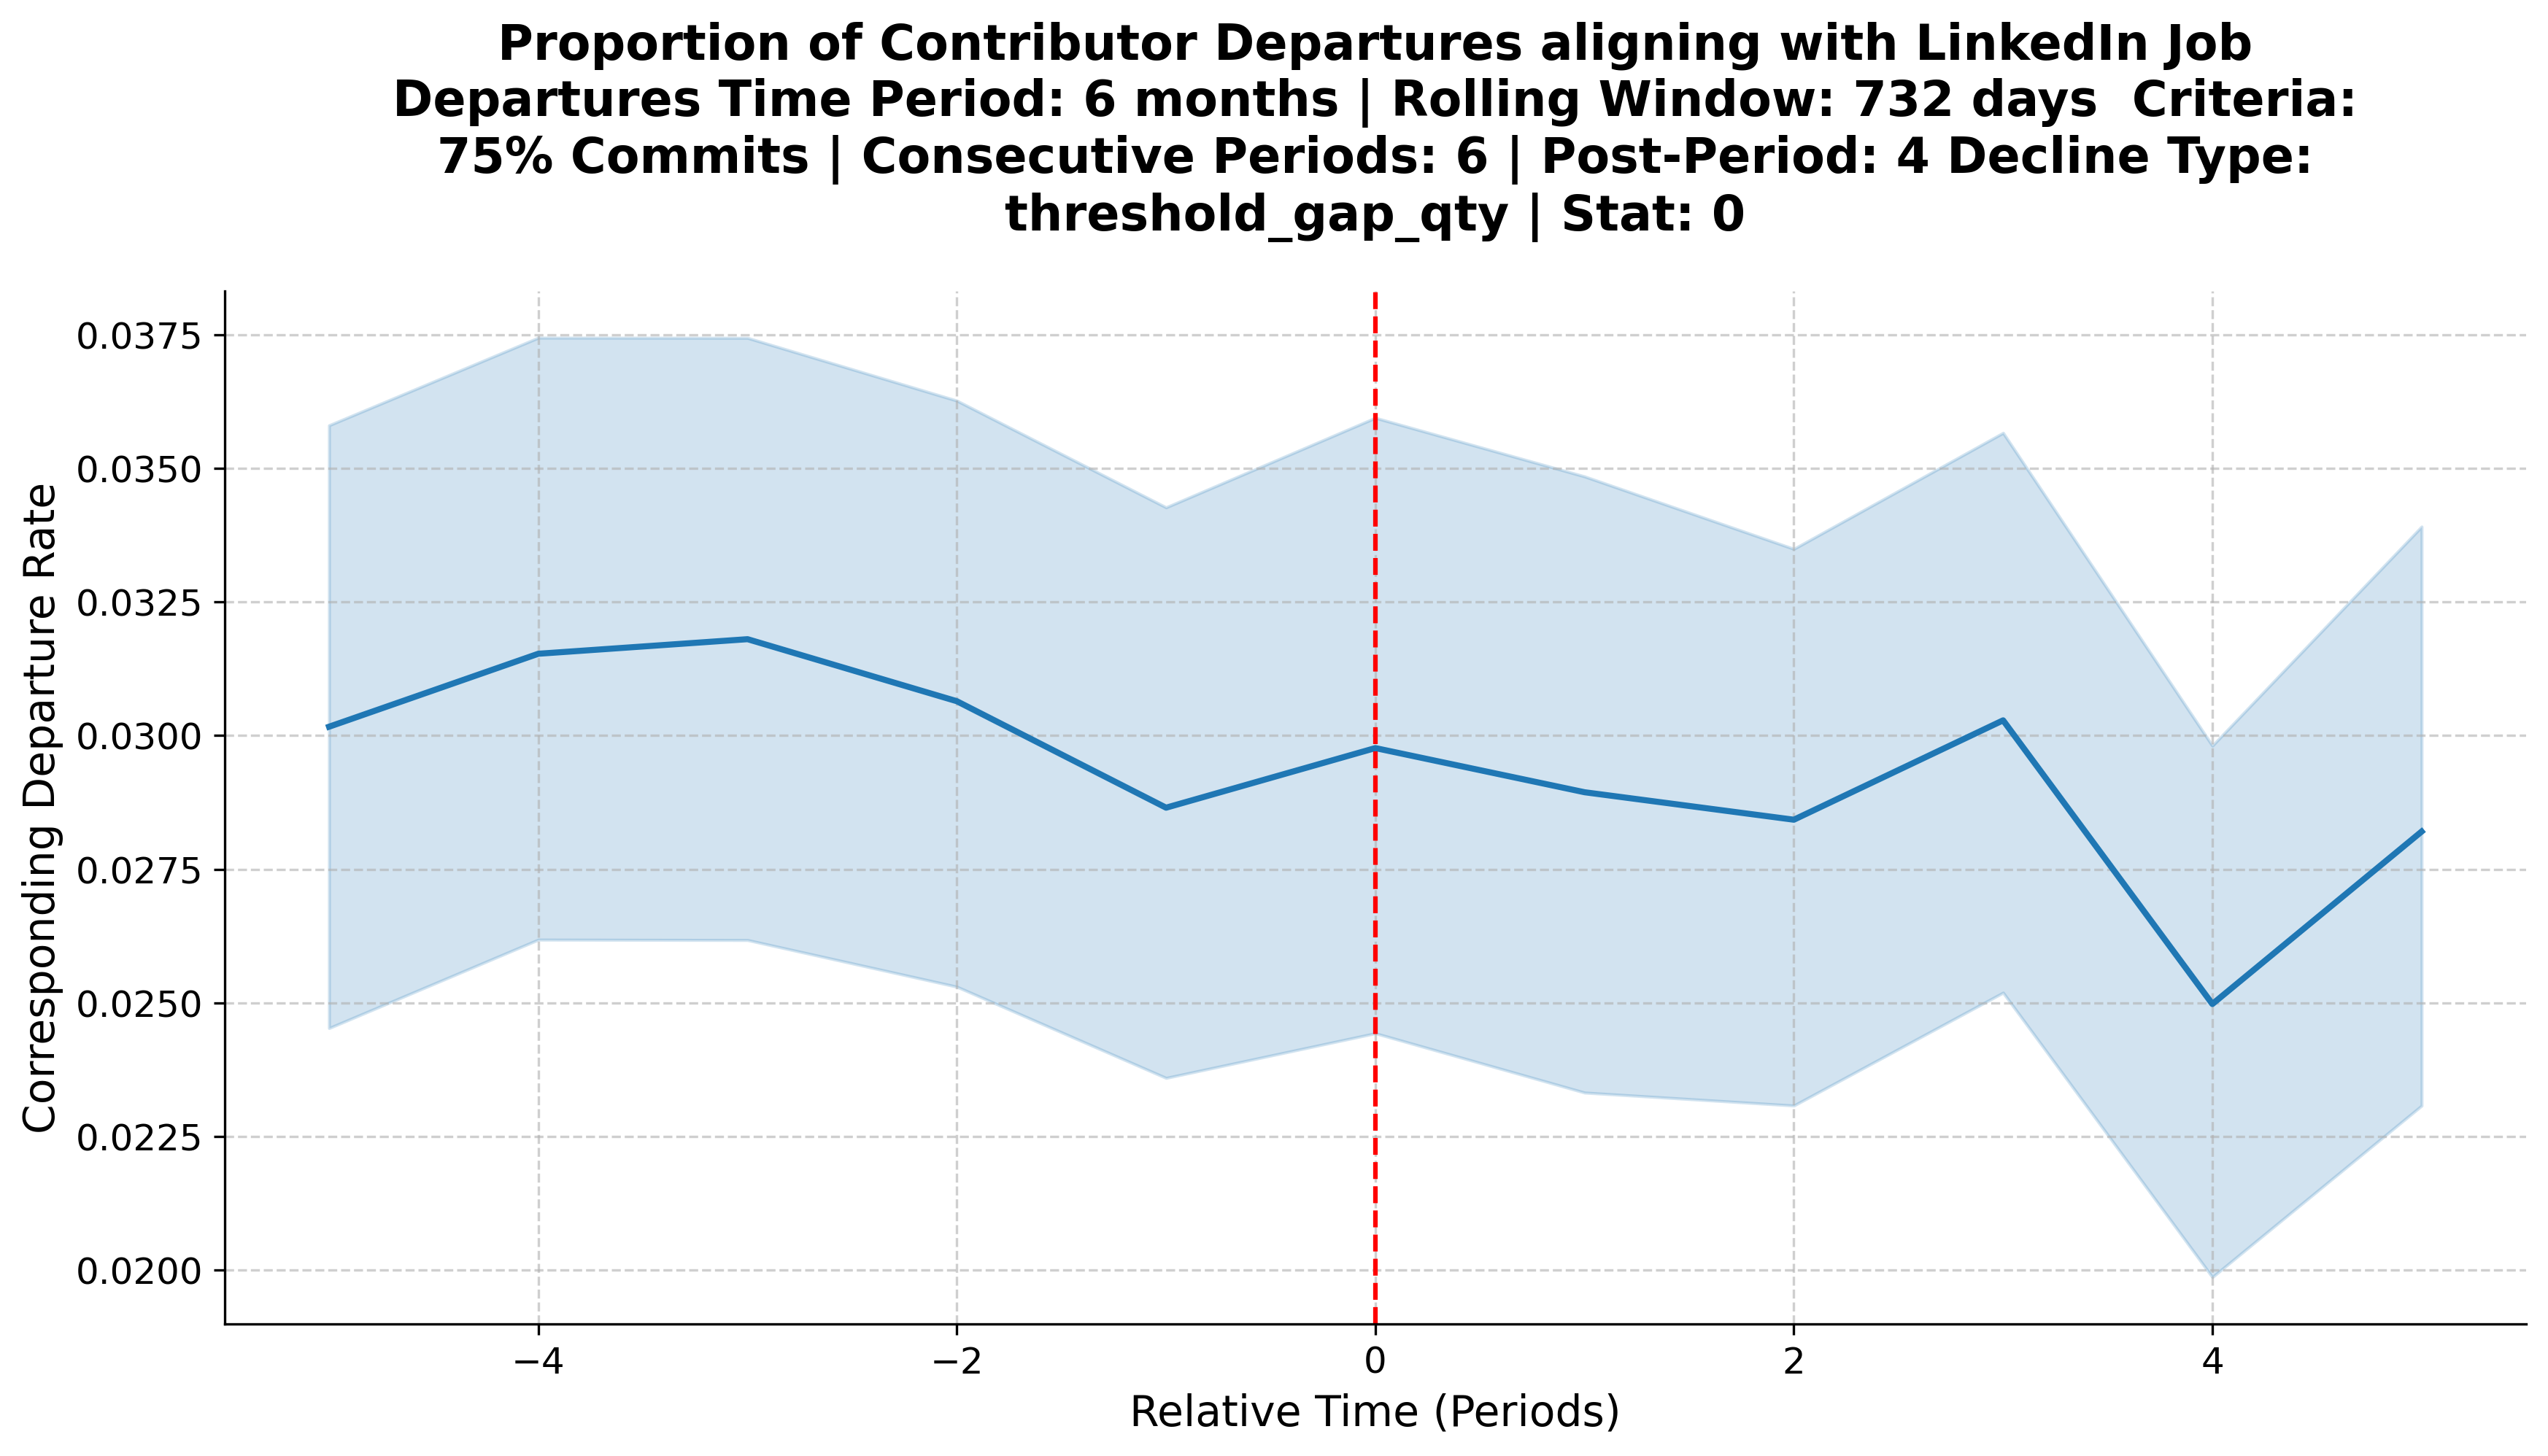 Proportion of Contributor Departures aligning with LinkedIn Job
Departures Time Period: 6 months | Rolling Window: 732 days  Criteria:
75% Commits | Consecutive Periods: 6 | Post-Period: 4 Decline Type:
threshold_gap_qty | Stat: 0
Corresponding Departure Rate
0.0375
0.0350
0.0325
0.0300
0.0275
0.0250
0.0225
0.0200
−4
−2
0
2
4
Relative Time (Periods)